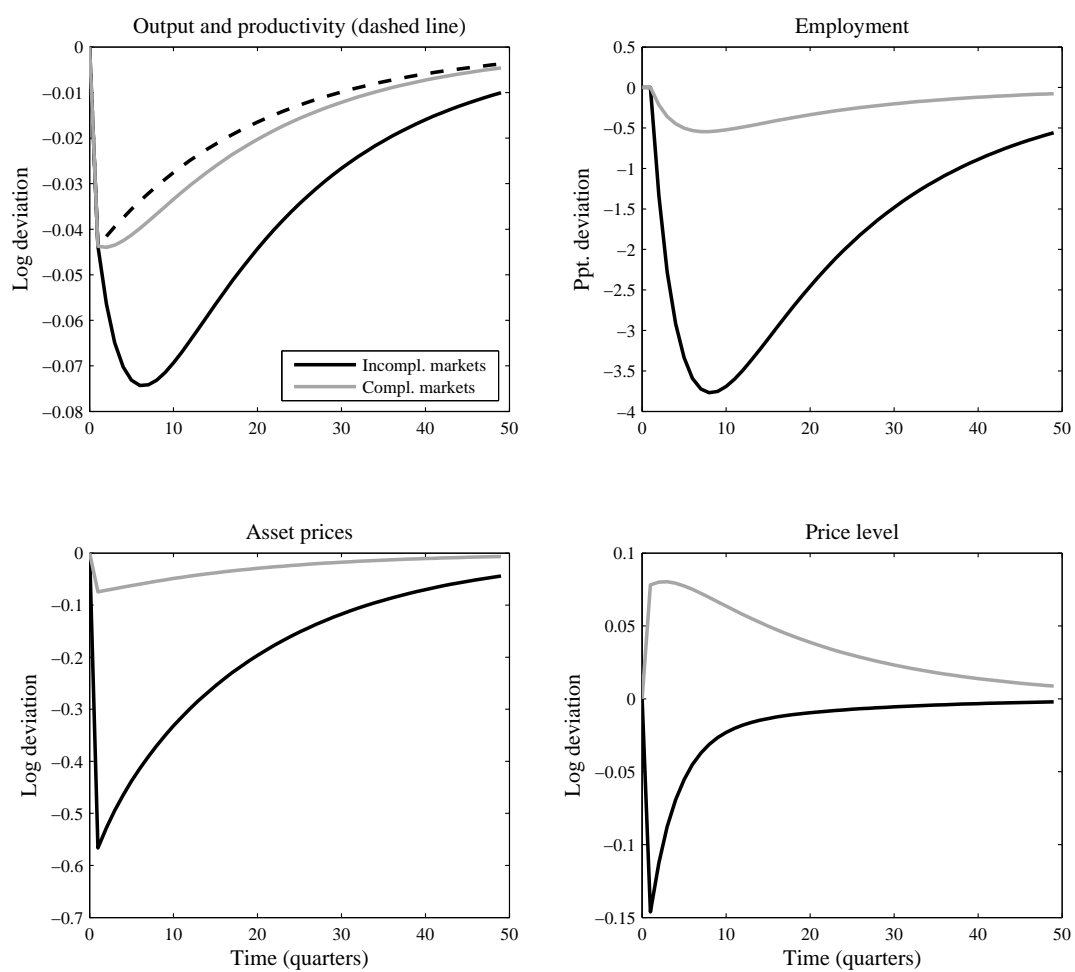 Output and productivity (dashed line)
Log deviation
0
−0.01
−0.02
−0.03
−0.04
−0.05
−0.06
−0.07
−0.08
0 10 20 30 40 50
Incompl. markets
Compl. markets
Employment
Ppt. deviation
0.5
0
−0.5
−1
−1.5
−2
−2.5
−3
−3.5
−4
0 10 20 30 40 50
Asset prices
Log deviation
0
−0.1
−0.2
−0.3
−0.4
−0.5
−0.6
−0.7
0 10 20 30 40 50
Time (quarters)
Price level
Log deviation
0.1
0.05
0
−0.05
−0.1
−0.15
0 10 20 30 40 50
Time (quarters)